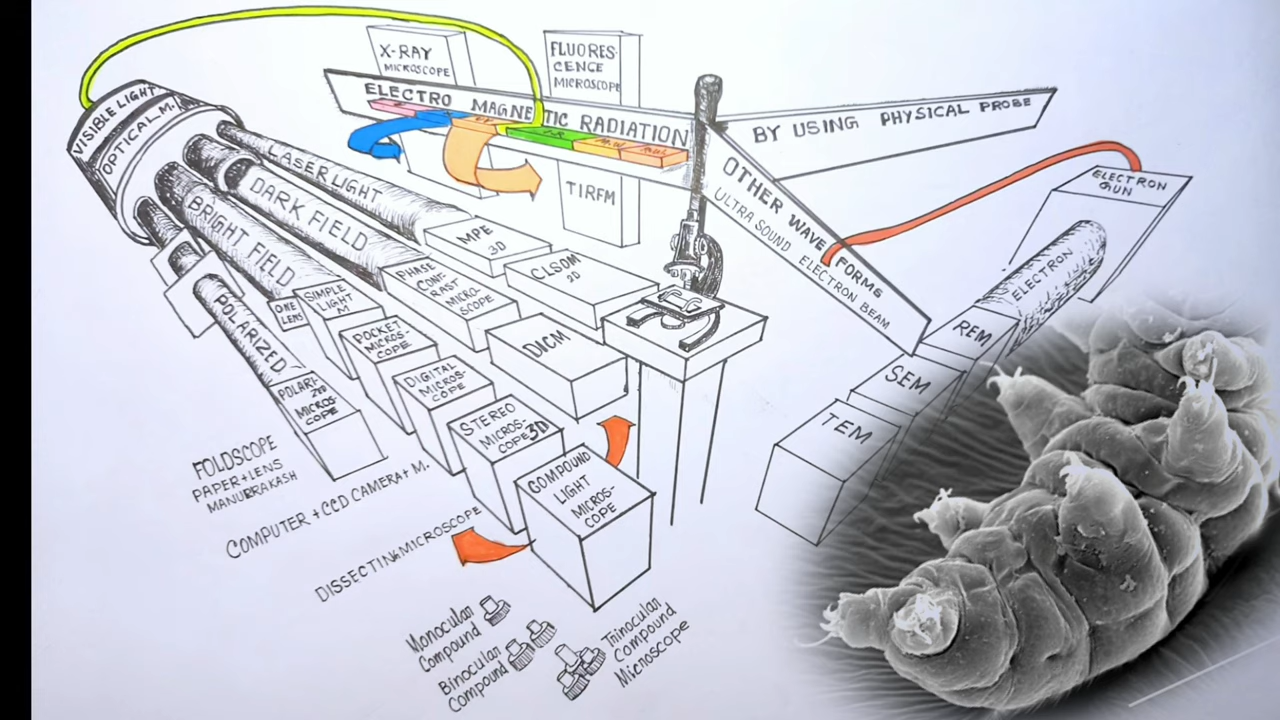 X-RAY
MICROSCOPE
FLUORES-
CENCE
MICROSCOPE
ELECTRO MAGNETIC RADIATION
BY USING PHYSICAL PROBE
VISIBLE LIGHT
OPTICAL M.
TIRFM
OTHER WAVE FORMS
ULTRA SOUND ELECTRON BEAM
ELECTRON
GUN
ELECTRON
REM
SEM
TEM
LASER LIGHT
DARK FIELD
BRIGHT FIELD
POLARIZED
MPE
3D
CLSOM
PHASE
CONT-
RAST
MICRO-
SCOPE
DICM
ONE
LENS
SIMPLE
LIGHT
M
POCKET
MICROS-
COPE
DIGITAL
MICROS-
COPE
STEREO
MICROS-
COPE 3D
COMPOUND
LIGHT
MICROS-
COPE
POLARI-
ZED
MICROS-
COPE
FOLDSCOPE
PAPER+LENS
COMPUTER + CCD CAMERA + M.
DISSECTING MICROSCOPE
Monocular
Compound
Binocular
Compound
Trinocular
Compound
Microscope